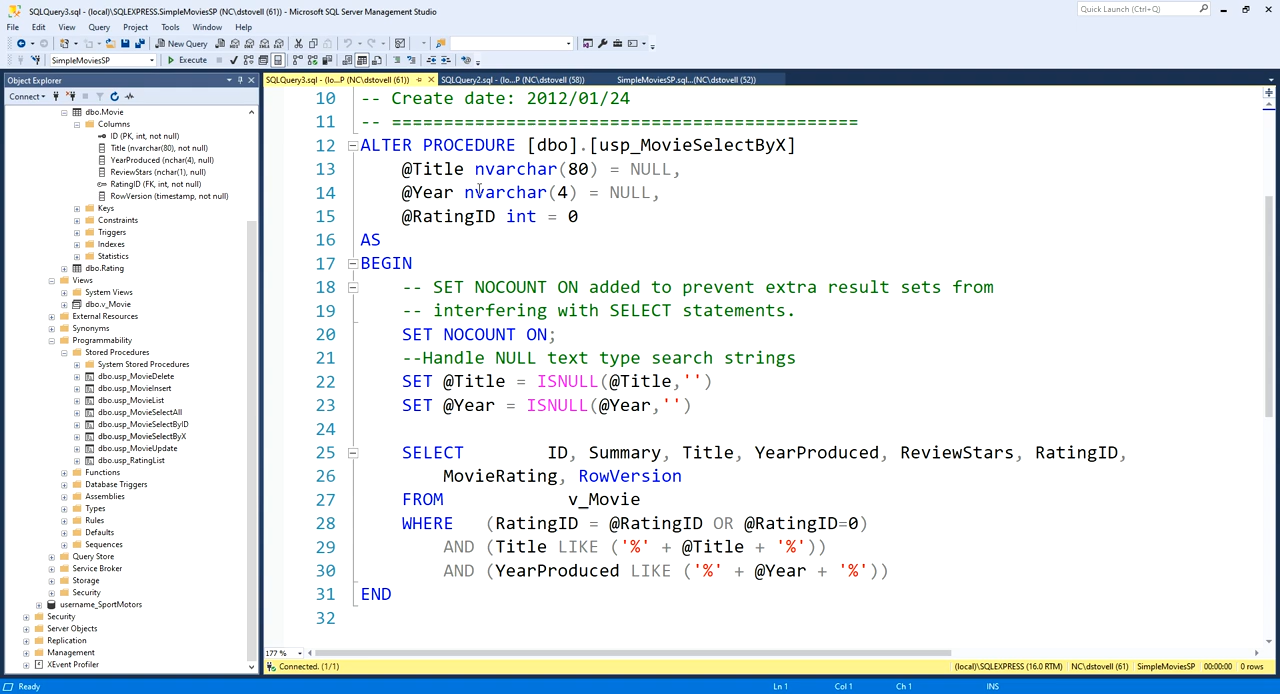 SQLQuery3.sql - (local)\SQLEXPRESS.SimpleMoviesSP (NC\dstovell (61)) - Microsoft SQL Server Management Studio
Quick Launch (Ctrl+Q)
File Edit View Query Project Tools Window Help
New Query
SimpleMoviesSP Execute
Object Explorer
SQLQuery3.sql - (lo...P (NC\dstovell (61)) SQLQuery2.sql - (lo...P (NC\dstovell (58)) SimpleMoviesSP.sql...(NC\dstovell (52))
Connect
dbo.Movie
Columns
ID (PK, int, not null)
Title (nvarchar(80), not null)
YearProduced (nchar(4), null)
ReviewStars (nchar(1), null)
RatingID (FK, int, not null)
RowVersion (timestamp, not null)
Keys
Constraints
Triggers
Indexes
Statistics
dbo.Rating
Views
System Views
dbo.v_Movie
External Resources
Synonyms
Programmability
Stored Procedures
System Stored Procedures
dbo.usp_MovieDelete
dbo.usp_MovieInsert
dbo.usp_MovieList
dbo.usp_MovieSelectAll
dbo.usp_MovieSelectByID
dbo.usp_MovieSelectByX
dbo.usp_MovieUpdate
dbo.usp_RatingList
Functions
Database Triggers
Assemblies
Types
Rules
Defaults
Sequences
Query Store
Service Broker
Storage
Security
username_SportMotors
Security
Server Objects
Replication
Management
XEvent Profiler
10 -- Create date: 2012/01/24
11 -- =============================================
12 ALTER PROCEDURE [dbo].[usp_MovieSelectByX]
13 @Title nvarchar(80) = NULL,
14 @Year nvarchar(4) = NULL,
15 @RatingID int = 0
16 AS
17 BEGIN
18 -- SET NOCOUNT ON added to prevent extra result sets from
19 -- interfering with SELECT statements.
20 SET NOCOUNT ON;
21 --Handle NULL text type search strings
22 SET @Title = ISNULL(@Title,'')
23 SET @Year = ISNULL(@Year,'')
24
25 SELECT ID, Summary, Title, YearProduced, ReviewStars, RatingID,
26 MovieRating, RowVersion
27 FROM v_Movie
28 WHERE (RatingID = @RatingID OR @RatingID=0)
29 AND (Title LIKE ('%' + @Title + '%'))
30 AND (YearProduced LIKE ('%' + @Year + '%'))
31 END
32
177 %
Connected. (1/1) (local)\SQLEXPRESS (16.0 RTM) NC\dstovell (61) SimpleMoviesSP 00:00:00 0 rows
Ready Ln 1 Col 1 Ch 1 INS